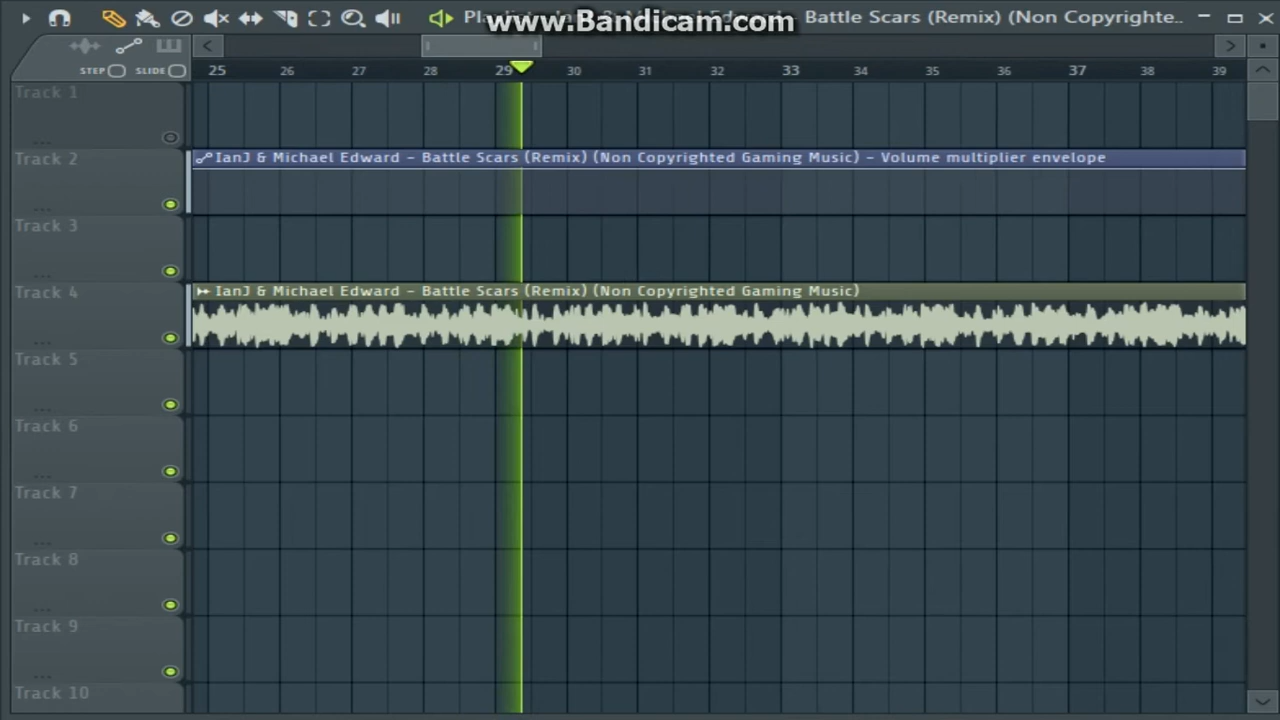 www.Bandicam.com
Battle Scars (Remix) (Non Copyrighte..
STEP SLIDE
25 26 27 28 29 30 31 32 33 34 35 36 37 38 39
Track 1
Track 2
IanJ & Michael Edward - Battle Scars (Remix) (Non Copyrighted Gaming Music) - Volume multiplier envelope
Track 3
Track 4
IanJ & Michael Edward - Battle Scars (Remix) (Non Copyrighted Gaming Music)
Track 5
Track 6
Track 7
Track 8
Track 9
Track 10